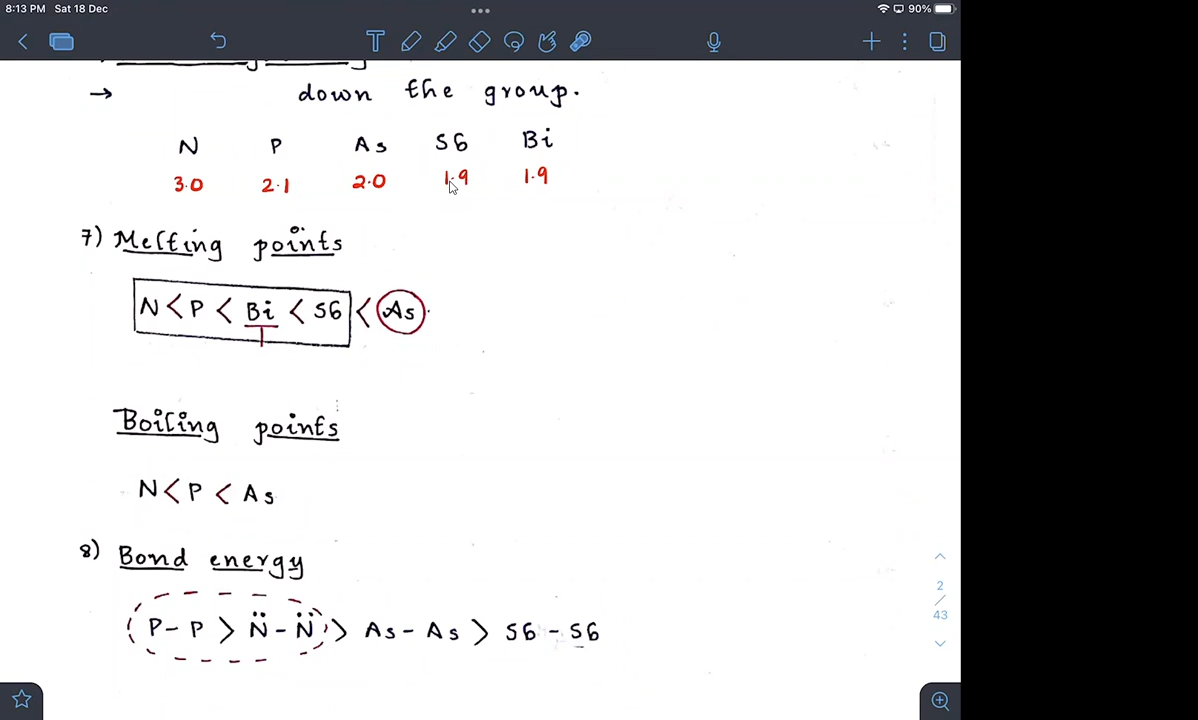 8:13 PM Sat 18 Dec
90%
→ down the group.
N P As Sb Bi
3.0 2.1 2.0 1.9 1.9
7) Melting points
N < P < Bi < Sb < As.
Boiling points
N < P < As
8) Bond energy
P - P > N̈ - N̈ > As - As > Sb - Sb
2
/
43